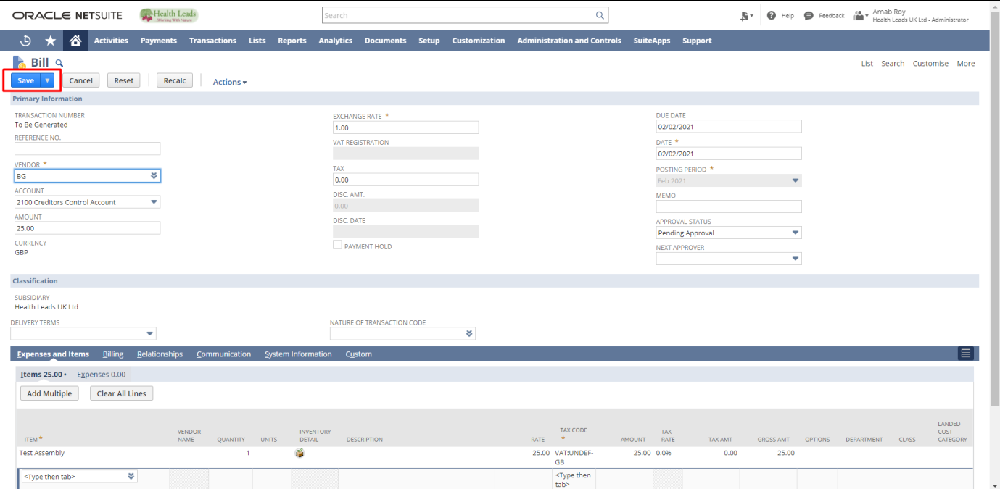 ORACLE NETSUITE
Health Leads
Working With Nature
Search
Help
Feedback
Arnab Roy
Health Leads UK Ltd - Administrator
Activities Payments Transactions Lists Reports Analytics Documents Setup Customization Administration and Controls SuiteApps Support
Bill
List Search Customise More
Save Cancel Reset Recalc Actions
Primary Information
TRANSACTION NUMBER
To Be Generated
REFERENCE NO.
VENDOR *
BG
ACCOUNT
2100 Creditors Control Account
AMOUNT
25.00
CURRENCY
GBP
EXCHANGE RATE *
1.00
VAT REGISTRATION
TAX
0.00
DISC. AMT.
0.00
DISC. DATE
PAYMENT HOLD
DUE DATE
02/02/2021
DATE *
02/02/2021
POSTING PERIOD *
Feb 2021
MEMO
APPROVAL STATUS
Pending Approval
NEXT APPROVER
Classification
SUBSIDIARY
Health Leads UK Ltd
DELIVERY TERMS
NATURE OF TRANSACTION CODE
Expenses and Items Billing Relationships Communication System Information Custom
Items 25.00 • Expenses 0.00
Add Multiple Clear All Lines
ITEM * VENDOR NAME QUANTITY UNITS INVENTORY DETAIL DESCRIPTION RATE TAX CODE * AMOUNT TAX RATE TAX AMT GROSS AMT OPTIONS DEPARTMENT CLASS LANDED COST CATEGORY
Test Assembly 1 25.00 VAT:UNDEF-GB 25.00 0.0% 0.00 25.00
<Type then tab> <Type then tab>